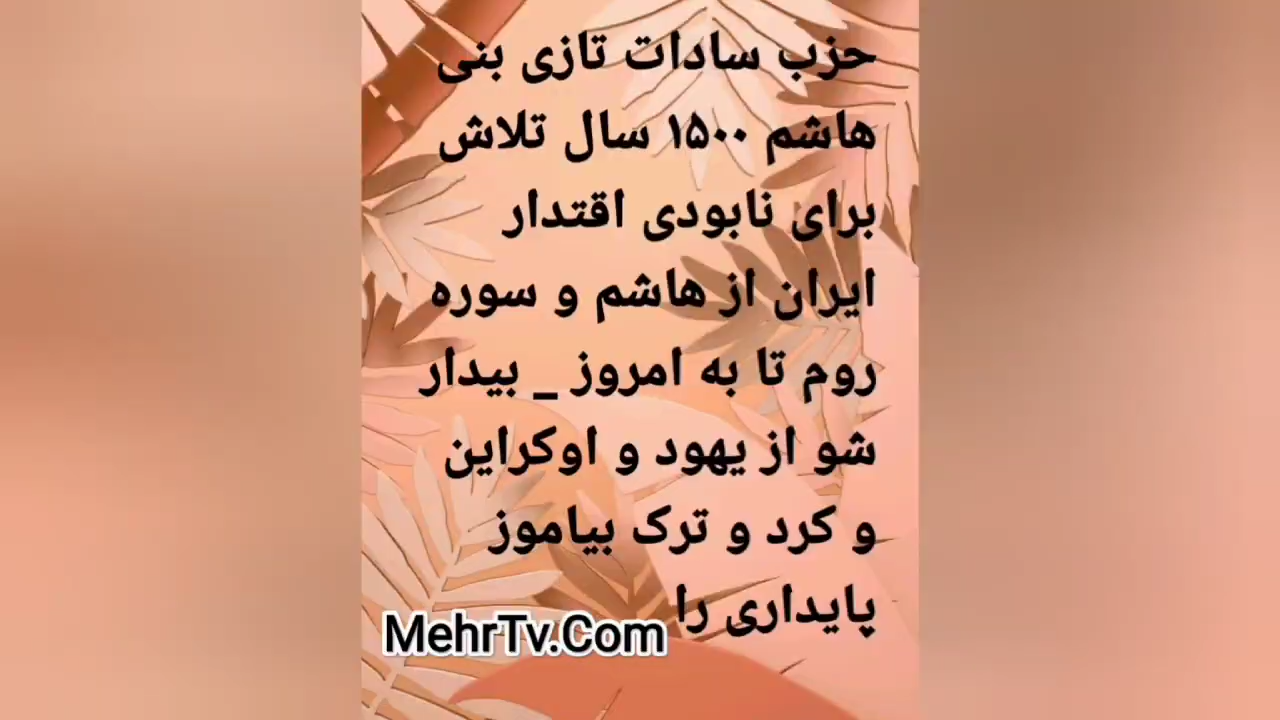 حزب سادات تازی بنی
هاشم ۱۵۰۰ سال تلاش
برای نابودی اقتدار
ایران از هاشم و سوره
روم تا به امروز _ بیدار
شو از یهود و اوکراین
و کرد و ترک بیاموز
پایداری را
MehrTv.Com